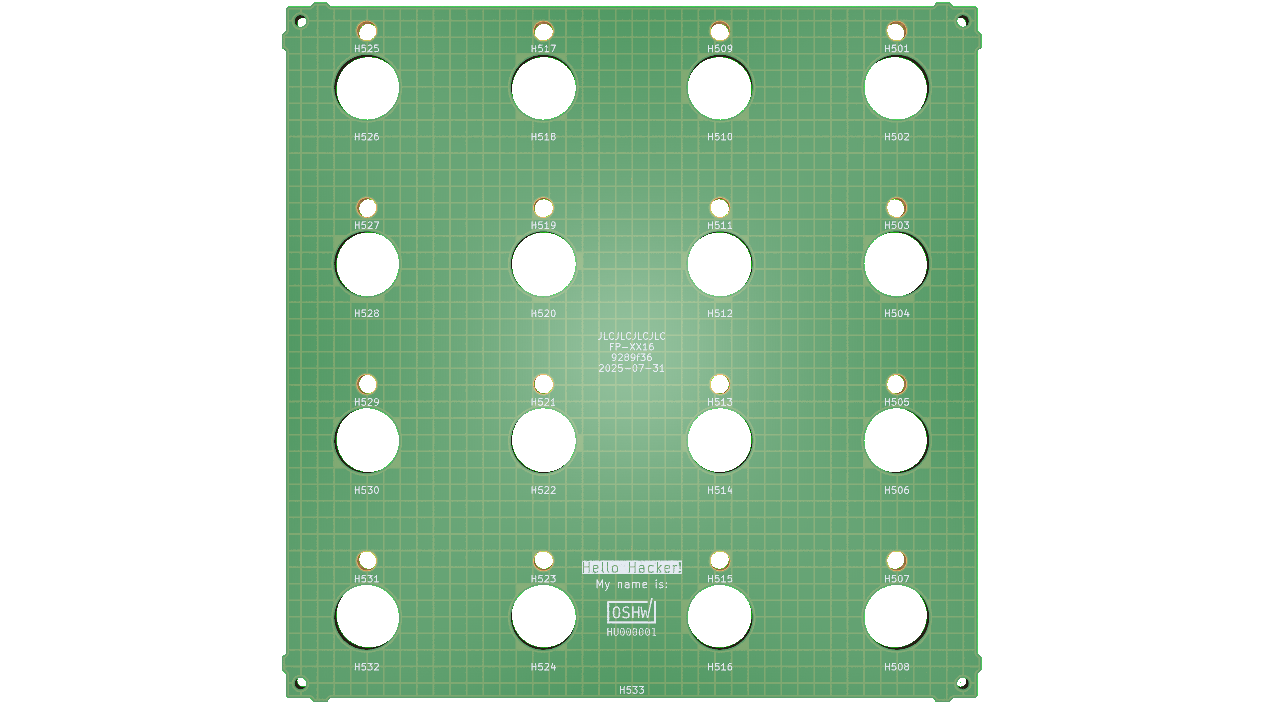 H525 H517 H509 H501
H526 H518 H510 H502
H527 H519 H511 H503
H528 H520 H512 H504
JLCJLCJLCJLC
FP-XX16
9289f36
2025-07-31
H529 H521 H513 H505
H530 H522 H514 H506
Hello Hacker!
H531 H523 H515 H507
My name is:
OSHW
HU000001
H532 H524 H516 H508
H533